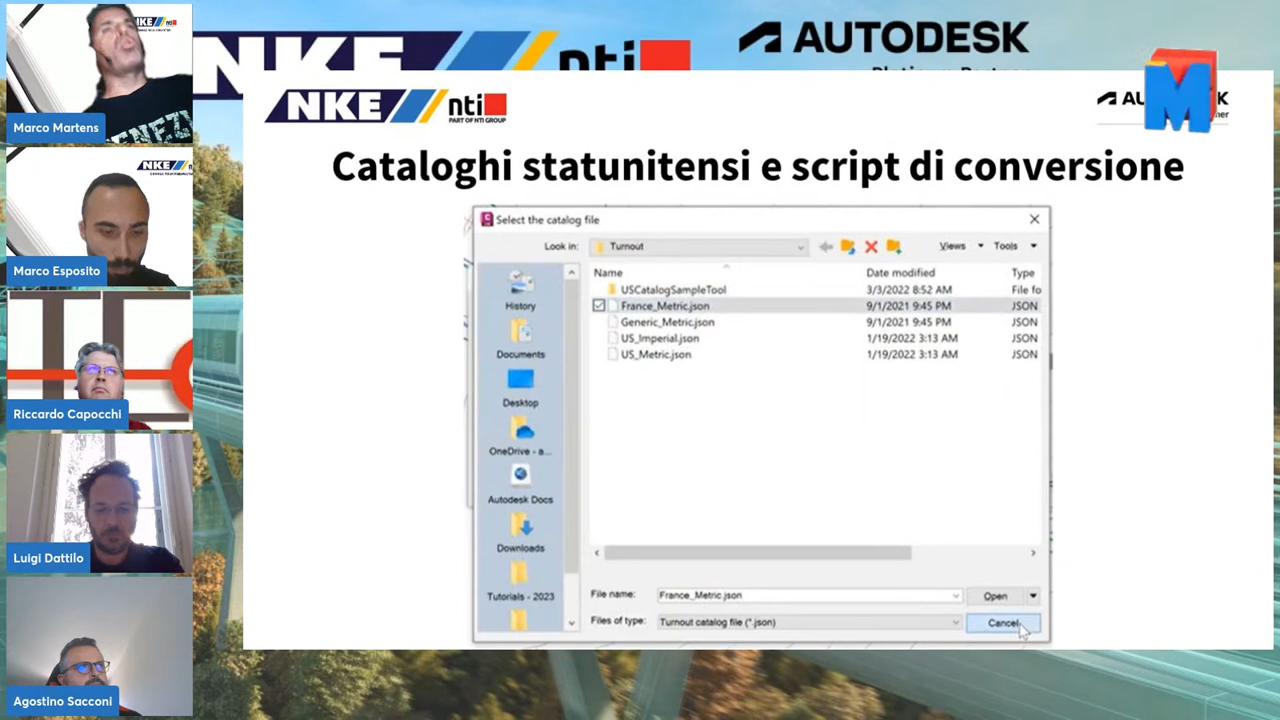 Marco Martens
Marco Esposito
Riccardo Capocchi
Luigi Dattilo
Agostino Sacconi
NKE nti AUTODESK
NKE nti
PART OF NTI GROUP
Cataloghi statunitensi e script di conversione
Select the catalog file
Look in: Turnout Views Tools
Name Date modified Type
USCatalogSampleTool 3/3/2022 8:52 AM File fo
France_Metric.json 9/1/2021 9:45 PM JSON
Generic_Metric.json 9/1/2021 9:45 PM JSON
US_Imperial.json 1/19/2022 3:13 AM JSON
US_Metric.json 1/19/2022 3:13 AM JSON
History
Documents
Desktop
OneDrive - a...
Autodesk Docs
Downloads
Tutorials - 2023
File name: France_Metric.json Open
Files of type: Turnout catalog file (*.json) Cancel